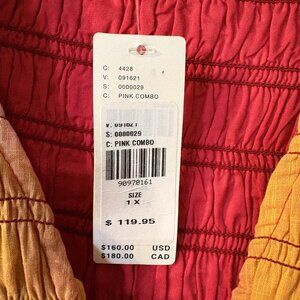 C: 4428
V: 091621
S: 0000029
C: PINK COMBO
V: 091621
S: 0000029
C: PINK COMBO
90970161
SIZE
1X
$ 119.95
$160.00 USD
$180.00 CAD